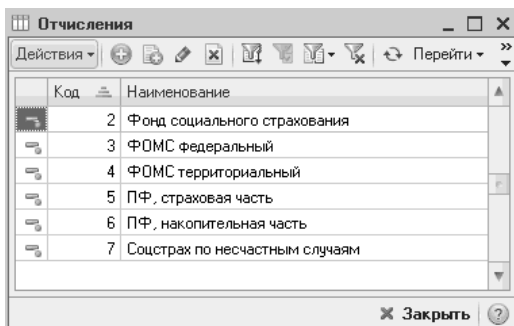 Отчисления
Действия Перейти
Код Наименование
2 Фонд социального страхования
3 ФОМС федеральный
4 ФОМС территориальный
5 ПФ, страховая часть
6 ПФ, накопительная часть
7 Соцстрах по несчастным случаям
Закрыть ?